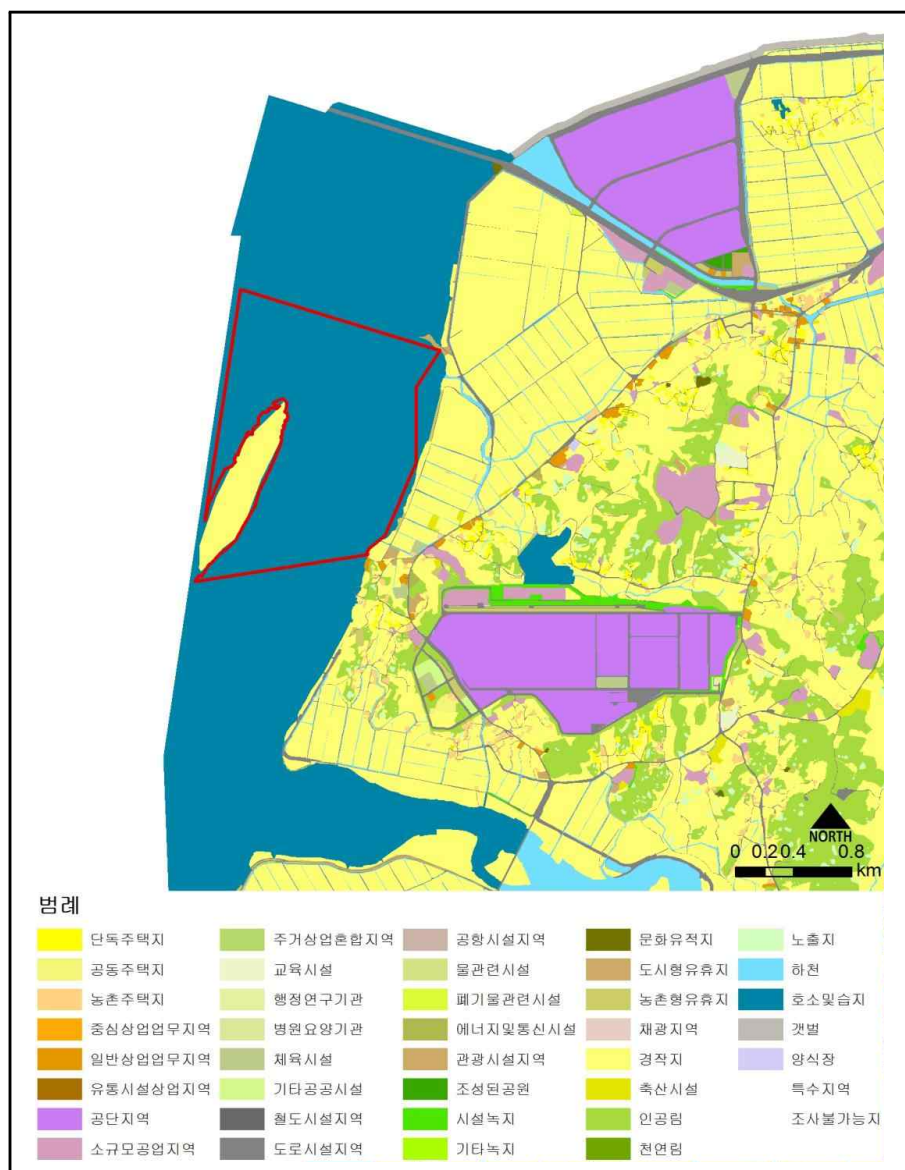 NORTH
0 0.2 0.4 0.8
km
범례
단독주택지
공동주택지
농촌주택지
중심상업업무지역
일반상업업무지역
유통시설상업지역
공단지역
소규모공업지역
주거상업혼합지역
교육시설
행정연구기관
병원요양기관
체육시설
기타공공시설
철도시설지역
도로시설지역
공항시설지역
물관련시설
폐기물관련시설
에너지및통신시설
관광시설지역
조성된공원
시설녹지
기타녹지
문화유적지
도시형유휴지
농촌형유휴지
채광지역
경작지
축산시설
인공림
천연림
노출지
하천
호소및습지
갯벌
양식장
특수지역
조사불가능지